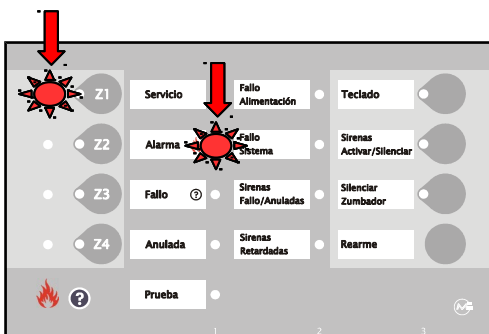 Z1 Servicio Fallo Alimentación Teclado
Z2 Alarma Fallo Sistema Sirenas Activar/Silenciar
Z3 Fallo ? Sirenas Fallo/Anuladas Silenciar Zumbador
Z4 Anulada Sirenas Retardadas Rearme
? Prueba
1 2 3